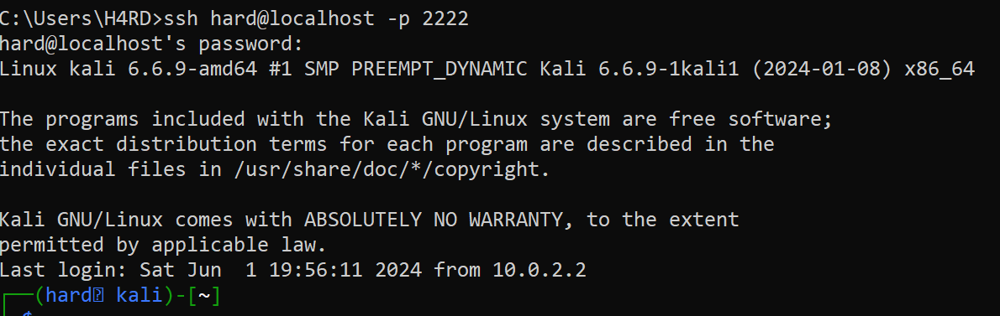 C:\Users\H4RD>ssh hard@localhost -p 2222
hard@localhost's password:
Linux kali 6.6.9-amd64 #1 SMP PREEMPT_DYNAMIC Kali 6.6.9-1kali1 (2024-01-08) x86_64
The programs included with the Kali GNU/Linux system are free software;
the exact distribution terms for each program are described in the
individual files in /usr/share/doc/*/copyright.
Kali GNU/Linux comes with ABSOLUTELY NO WARRANTY, to the extent
permitted by applicable law.
Last login: Sat Jun  1 19:56:11 2024 from 10.0.2.2
┌──(hard� kali)-[~]
$